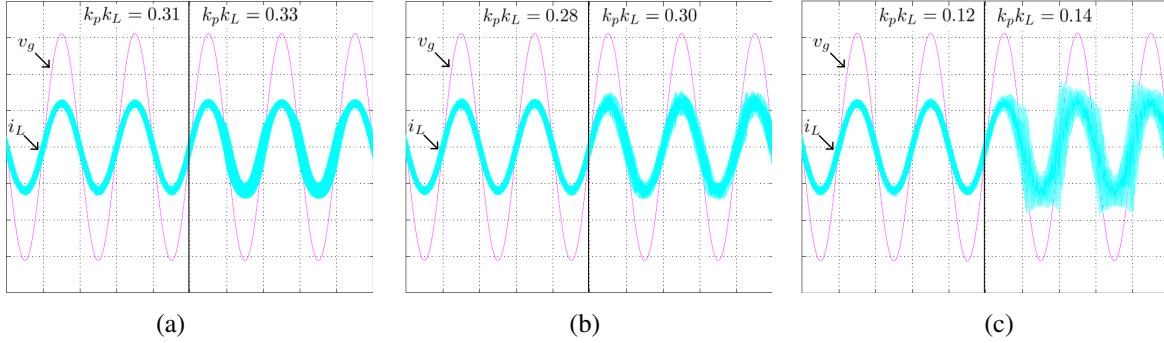 k_p k_L = 0.31 k_p k_L = 0.33
v_g
i_L
(a)
k_p k_L = 0.28 k_p k_L = 0.30
v_g
i_L
(b)
k_p k_L = 0.12 k_p k_L = 0.14
v_g
i_L
(c)